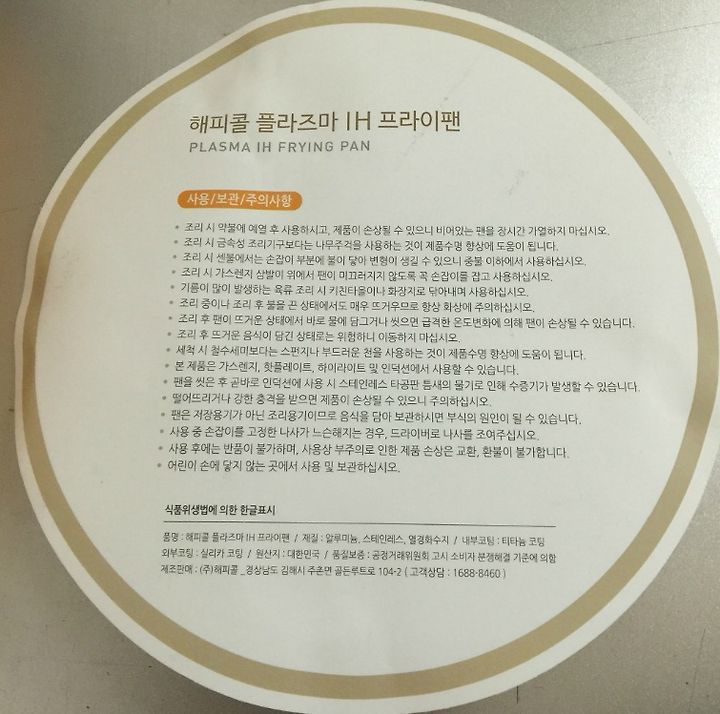 해피콜 플라즈마 IH 프라이팬
PLASMA IH FRYING PAN
사용/보관/주의사항
• 조리 시 약불에 예열 후 사용하시고, 제품이 손상될 수 있으니 비어있는 팬을 장시간 가열하지 마십시오.
• 조리 시 금속성 조리기구보다는 나무주걱을 사용하는 것이 제품수명 향상에 도움이 됩니다.
• 조리 시 센불에서는 손잡이 부분에 불이 닿아 변형이 생길 수 있으니 중불 이하에서 사용하십시오.
• 조리 시 가스렌지 삼발이 위에서 팬이 미끄러지지 않도록 꼭 손잡이를 잡고 사용하십시오.
• 기름이 많이 발생하는 육류 조리 시 키친타올이나 화장지로 닦아내며 사용하십시오.
• 조리 중이나 조리 후 불을 끈 상태에서도 매우 뜨거우므로 항상 화상에 주의하십시오.
• 조리 후 팬이 뜨거운 상태에서 바로 물에 담그거나 씻으면 급격한 온도변화에 의해 팬이 손상될 수 있습니다.
• 조리 후 뜨거운 음식이 담긴 상태로는 위험하니 이동하지 마십시오.
• 세척 시 철수세미보다는 스펀지나 부드러운 천을 사용하는 것이 제품수명 향상에 도움이 됩니다.
• 본 제품은 가스렌지, 핫플레이트, 하이라이트 및 인덕션에서 사용할 수 있습니다.
• 팬을 씻은 후 곧바로 인덕션에 사용 시 스테인레스 타공판 틈새의 물기로 인해 수증기가 발생할 수 있습니다.
• 떨어뜨리거나 강한 충격을 받으면 제품이 손상될 수 있으니 주의하십시오.
• 팬은 저장용기가 아닌 조리용기이므로 음식을 담아 보관하시면 부식의 원인이 될 수 있습니다.
• 사용 중 손잡이를 고정한 나사가 느슨해지는 경우, 드라이버로 나사를 조여주십시오.
• 사용 후에는 반품이 불가하며, 사용상 부주의로 인한 제품 손상은 교환, 환불이 불가합니다.
• 어린이 손에 닿지 않는 곳에서 사용 및 보관하십시오.
식품위생법에 의한 한글표시
품명 : 해피콜 플라즈마 IH 프라이팬 / 재질 : 알루미늄, 스테인레스, 열경화수지 / 내부코팅 : 티타늄 코팅
외부코팅 : 실리카 코팅 / 원산지 : 대한민국 / 품질보증 : 공정거래위원회 고시 소비자 분쟁해결 기준에 의함
제조판매 : (주)해피콜 _경상남도 김해시 주촌면 골든루트로 104-2 ( 고객상담 : 1688-8460 )